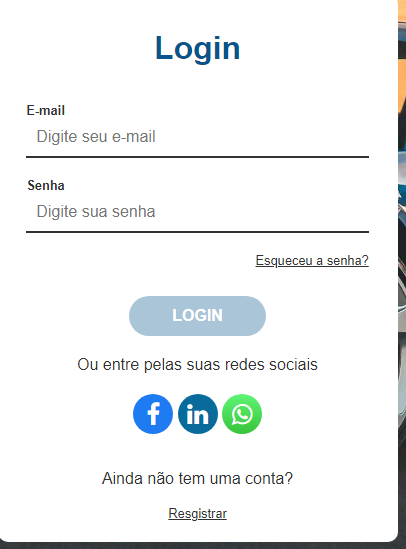 Login
E-mail
Digite seu e-mail
Senha
Digite sua senha
Esqueceu a senha?
LOGIN
Ou entre pelas suas redes sociais
f in
Ainda não tem uma conta?
Resgistrar